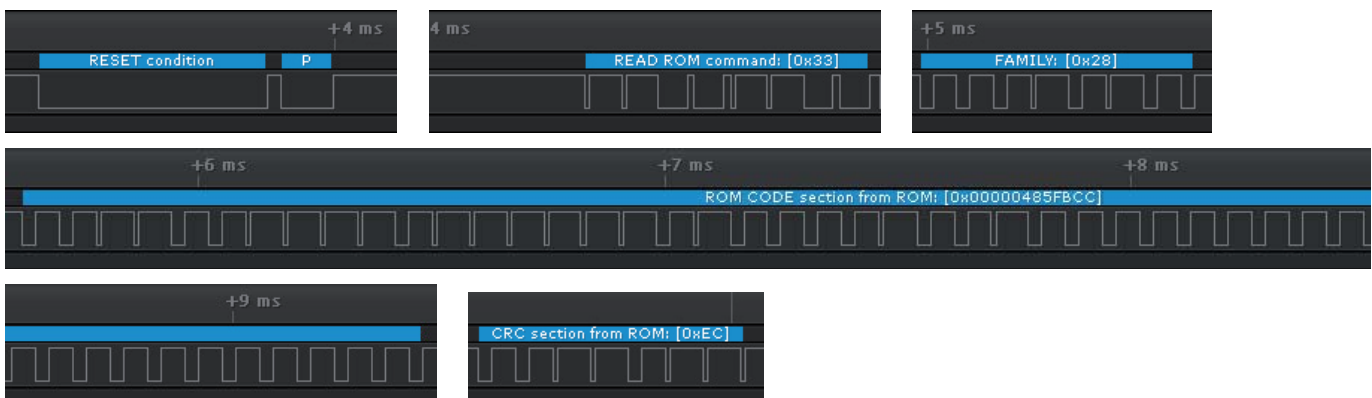 +4 ms
RESET condition
P
4 ms
READ ROM command: [0x33]
+5 ms
FAMILY: [0x28]
+6 ms
+7 ms
+8 ms
ROM CODE section from ROM: [0x00000485FBCC]
+9 ms
CRC section from ROM: [0xEC]